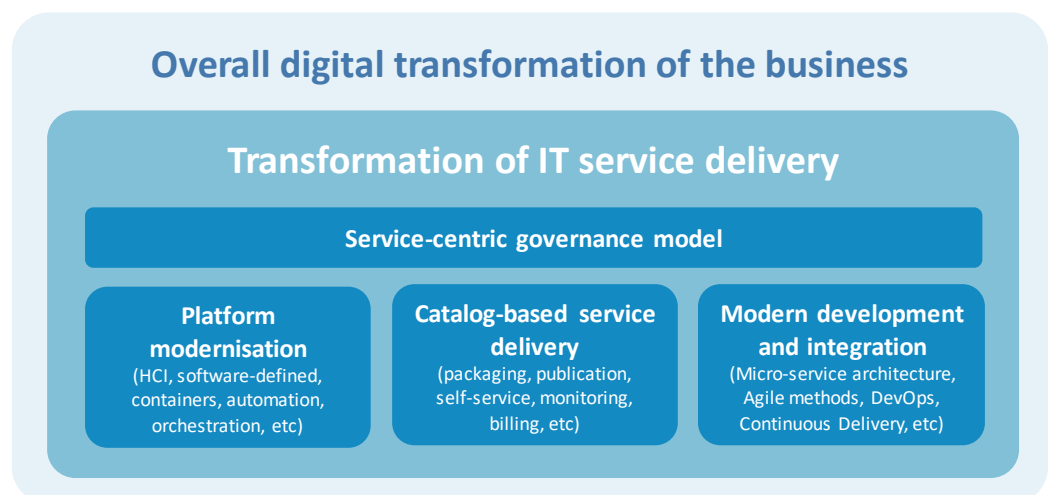 Overall digital transformation of the business
Transformation of IT service delivery
Service-centric governance model
Platform
modernisation
(HCI, software-defined,
containers, automation,
orchestration, etc)
Catalog-based service
delivery
(packaging, publication,
self-service, monitoring,
billing, etc)
Modern development
and integration
(Micro-service architecture,
Agile methods, DevOps,
Continuous Delivery, etc)